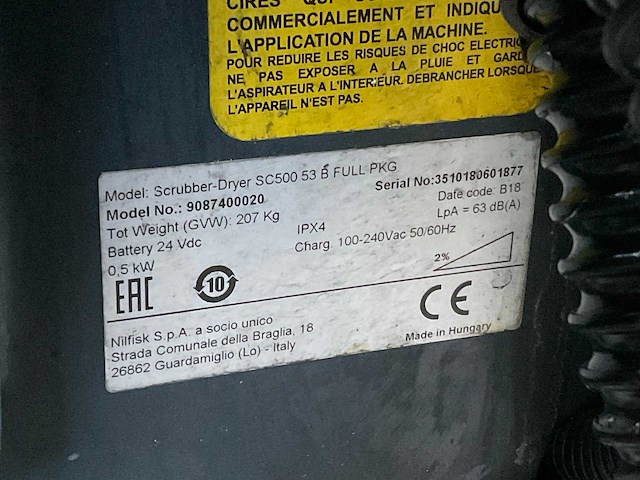 COMMERCIALEMENT ET INDIQU
L'APPLICATION DE LA MACHINE.
POUR REDUIRE LES RISQUES DE CHOC ELECTRIQ
NE PAS EXPOSER A LA PLUIE ET GARD
L'ASPIRATEUR A L'INTERIEUR. DEBRANCHER LORSQUE
L'APPAREIL N'EST PAS.
Model: Scrubber-Dryer SC500 53 B FULL PKG
Model No.: 9087400020
Serial No:3510180601877
Tot Weight (GVW): 207 Kg
Date code: B18
Battery 24 Vdc
IPX4
LpA = 63 dB(A)
0,5 kW
Charg. 100-240Vac 50/60Hz
2%
EAC
10
CE
Nilfisk S.p.A. a socio unico
Strada Comunale della Braglia, 18
26862 Guardamiglio (Lo) - Italy
Made in Hungary